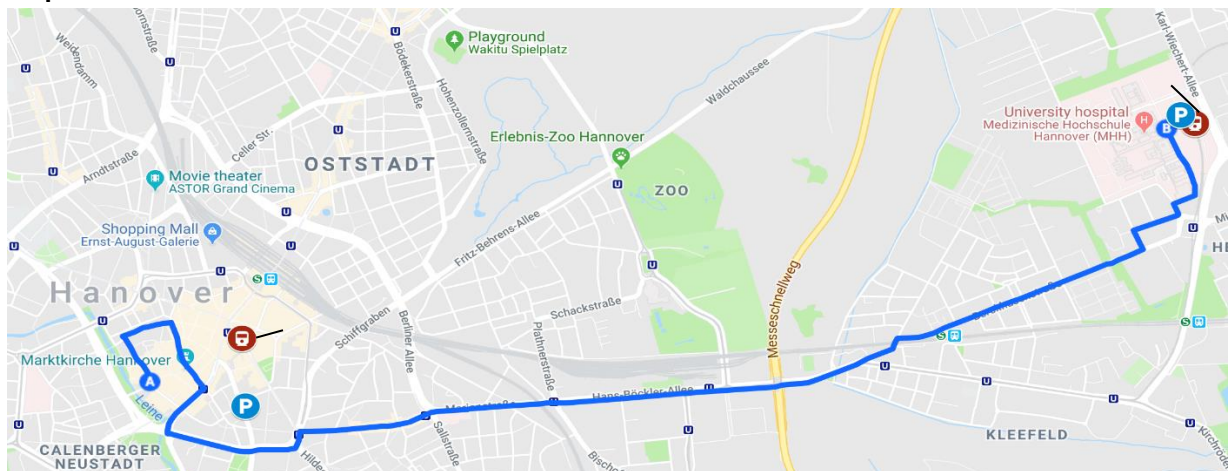 Weidendamm
Playground
Wakitu Spielplatz
Bödekerstraße
Hohenzollernstraße
Waldchaussee
Karl-Wiechert-Allee
University hospital
Medizinische Hochschule
Hannover (MHH)
H
B
P
Celler Str.
Arndtstraße
OSTSTADT
Erlebnis-Zoo Hannover
ZOO
Movie theater
ASTOR Grand Cinema
Shopping Mall
Ernst-August-Galerie
Fritz-Behrens-Allee
Messeschnellweg
Hanover
Schackstraße
Schiffgraben
Berliner Allee
Plathnerstraße
Marktkirche Hannover
A
P
Leine
Hans-Böckler-Allee
Marienstraße
Sallstraße
KLEEFELD
CALENBERGER
NEUSTADT